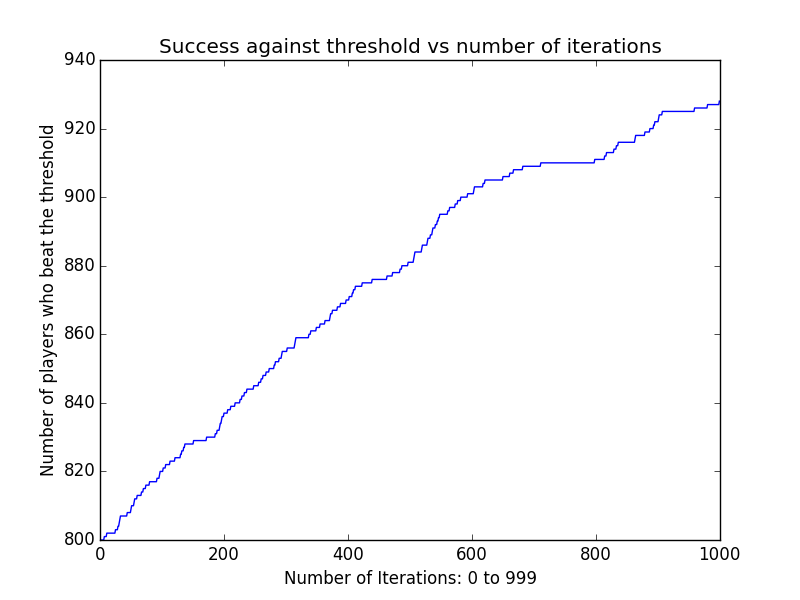 Success against threshold vs number of iterations
940
920
900
880
860
840
820
800
Number of players who beat the threshold
0 200 400 600 800 1000
Number of Iterations: 0 to 999